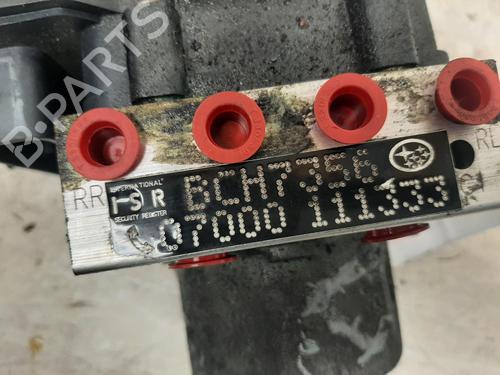 B-PARTS
RR
RL
INTERNATIONAL
ISR
SECURITY REGISTER
BCH7356
07000 111333